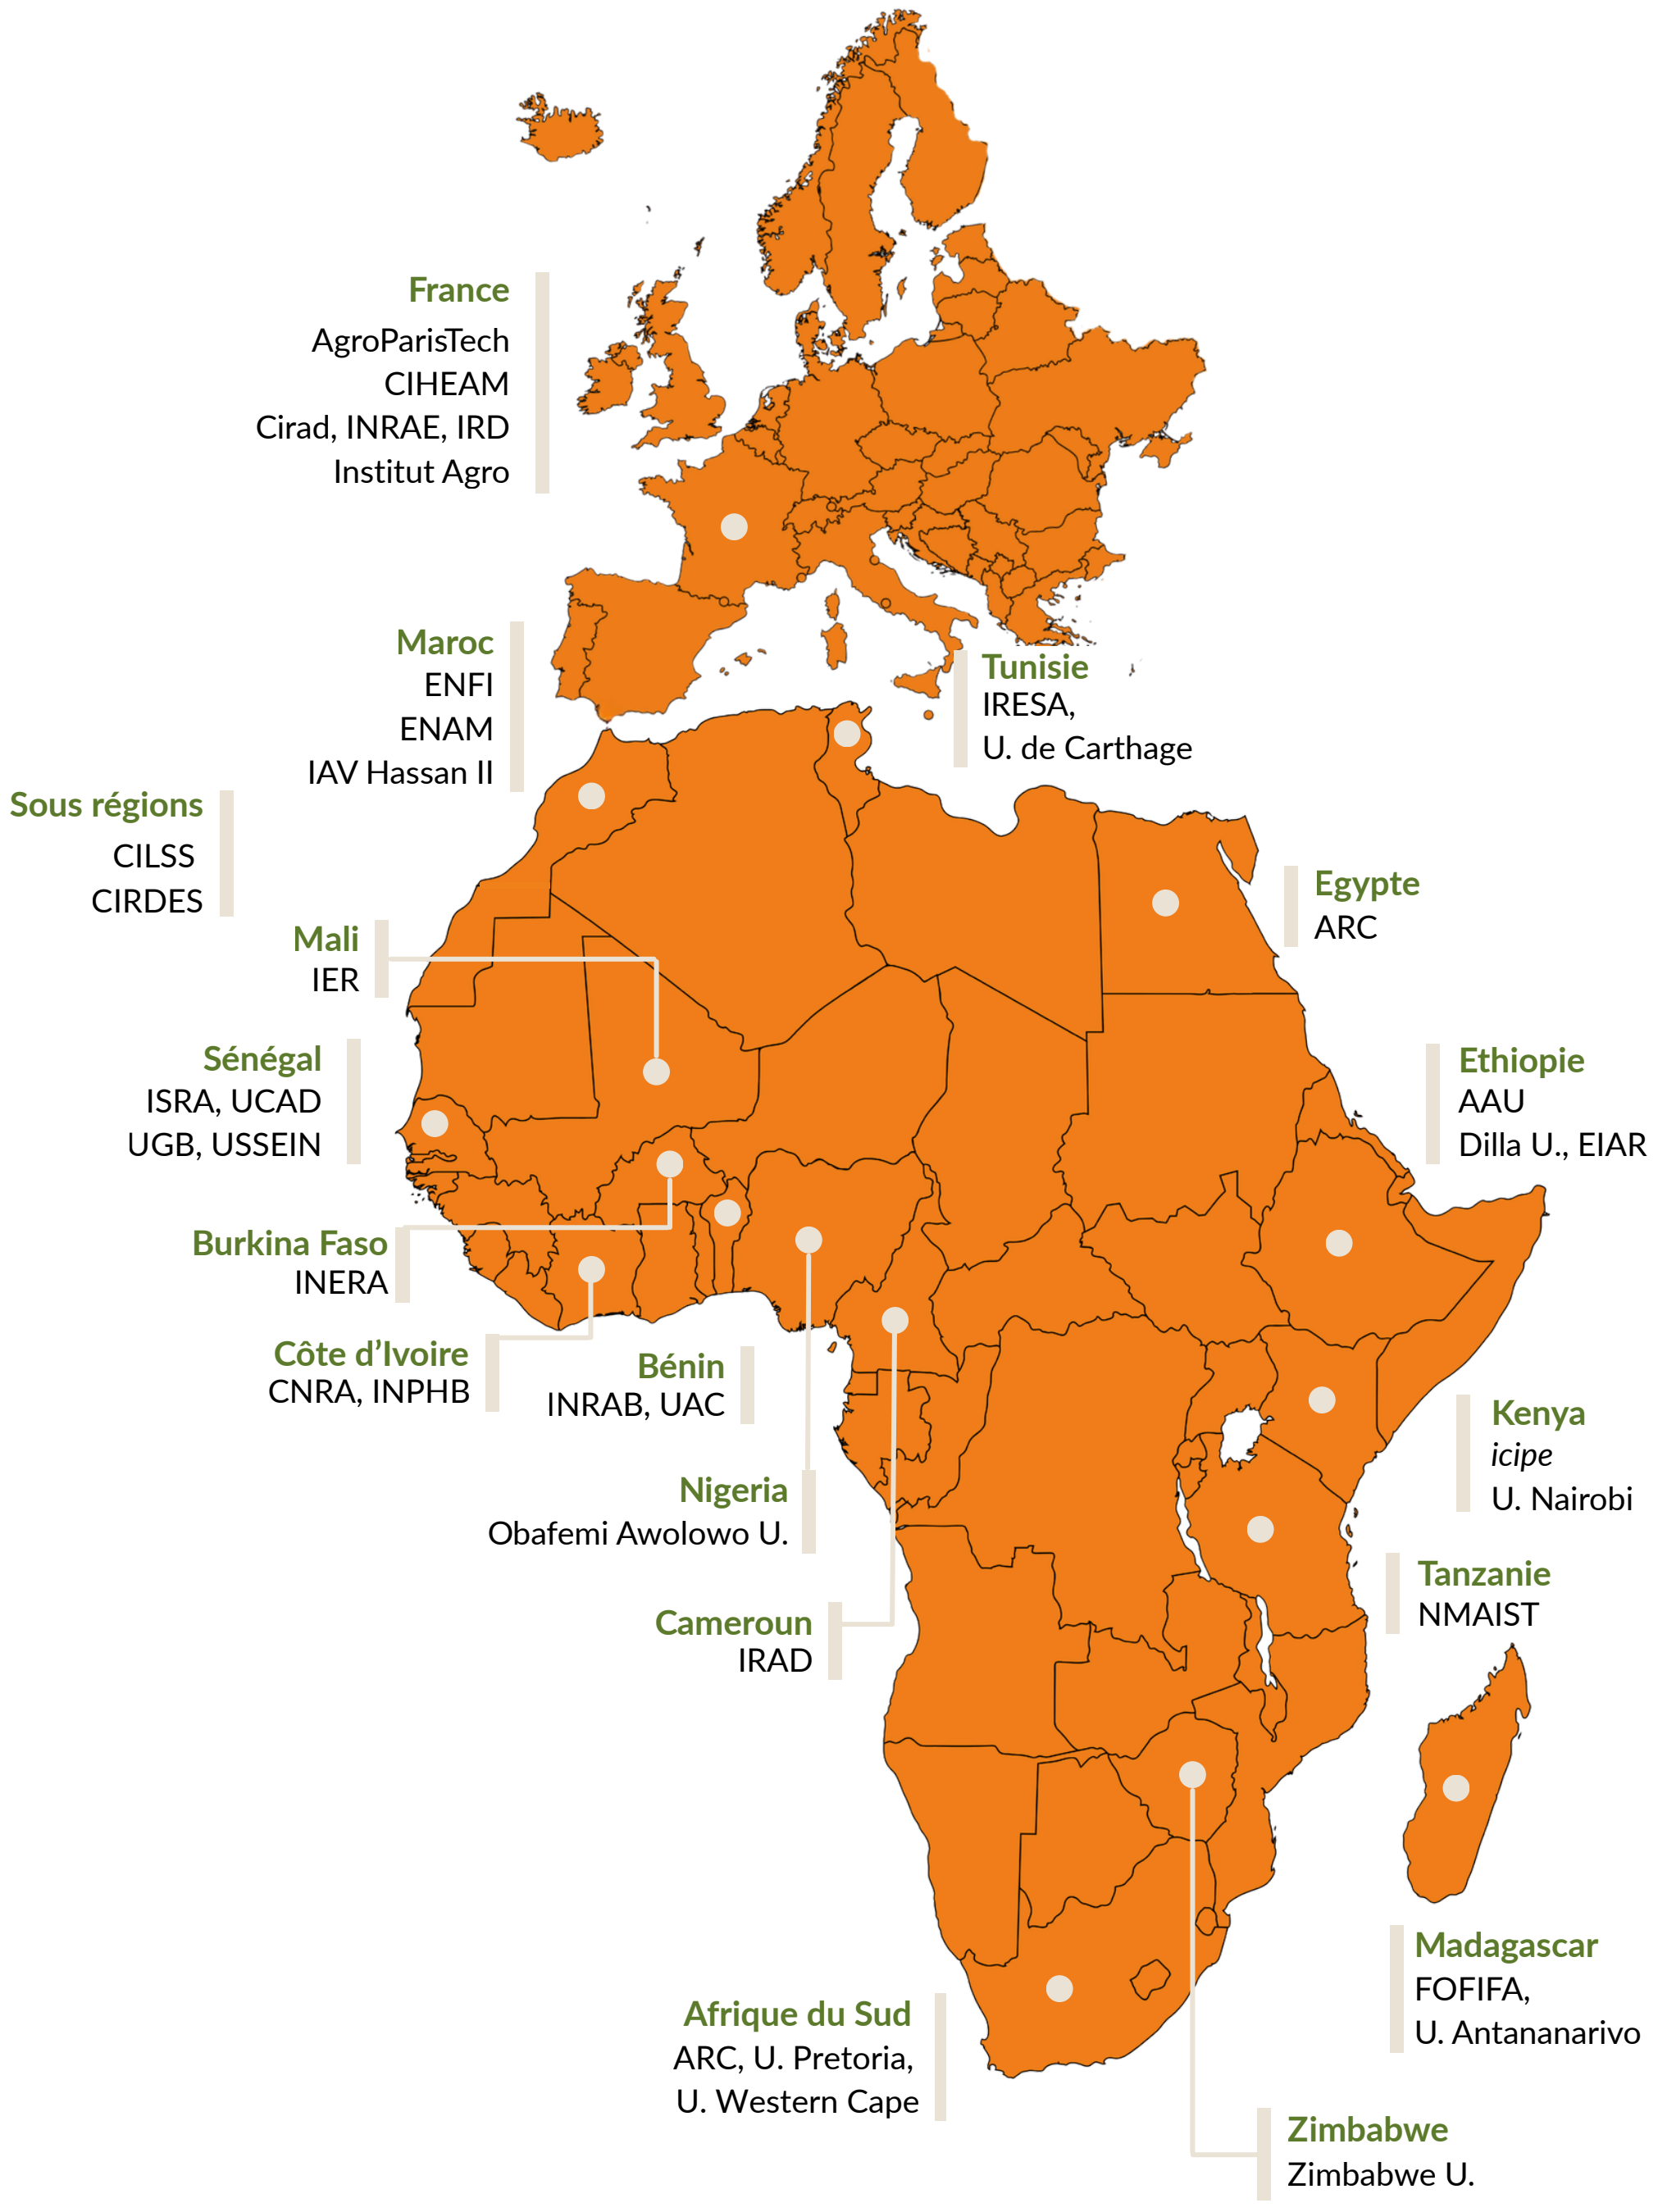 France
AgroParisTech
CIHEAM
Cirad, INRAE, IRD
Institut Agro
Maroc
ENFI
ENAM
IAV Hassan II
Tunisie
IRESA,
U. de Carthage
Sous régions
CILSS
CIRDES
Egypte
ARC
Mali
IER
Sénégal
ISRA, UCAD
UGB, USSEIN
Ethiopie
AAU
Dilla U., EIAR
Burkina Faso
INERA
Côte d’Ivoire
CNRA, INPHB
Bénin
INRAB, UAC
Kenya
icipe
U. Nairobi
Nigeria
Obafemi Awolowo U.
Tanzanie
NMAIST
Cameroun
IRAD
Madagascar
FOFIFA,
U. Antananarivo
Afrique du Sud
ARC, U. Pretoria,
U. Western Cape
Zimbabwe
Zimbabwe U.